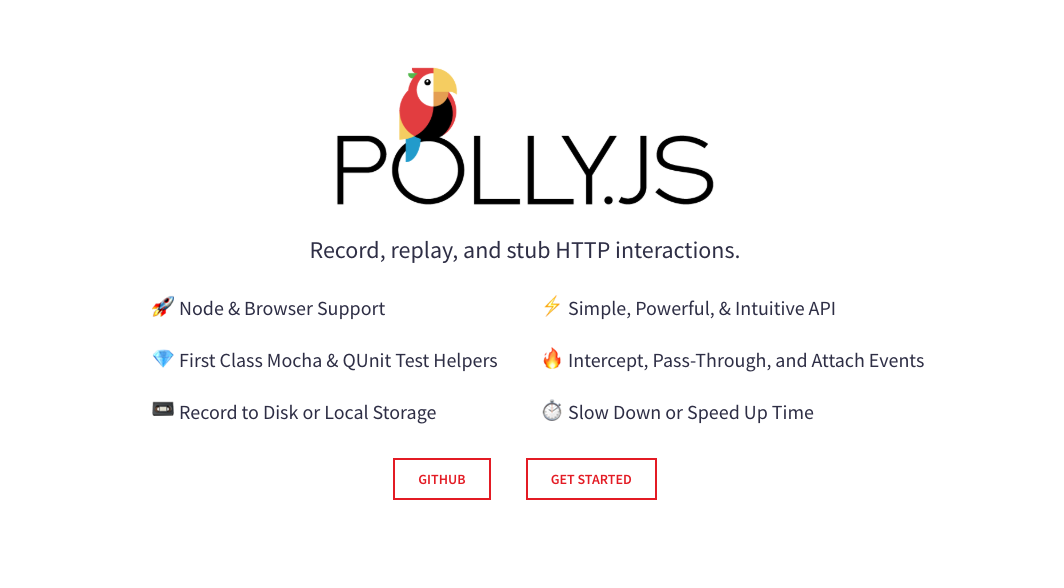 POLLY.JS
Record, replay, and stub HTTP interactions.
🚀 Node & Browser Support
⚡ Simple, Powerful, & Intuitive API
💎 First Class Mocha & QUnit Test Helpers
🔥 Intercept, Pass-Through, and Attach Events
📼 Record to Disk or Local Storage
⏱ Slow Down or Speed Up Time
GITHUB
GET STARTED